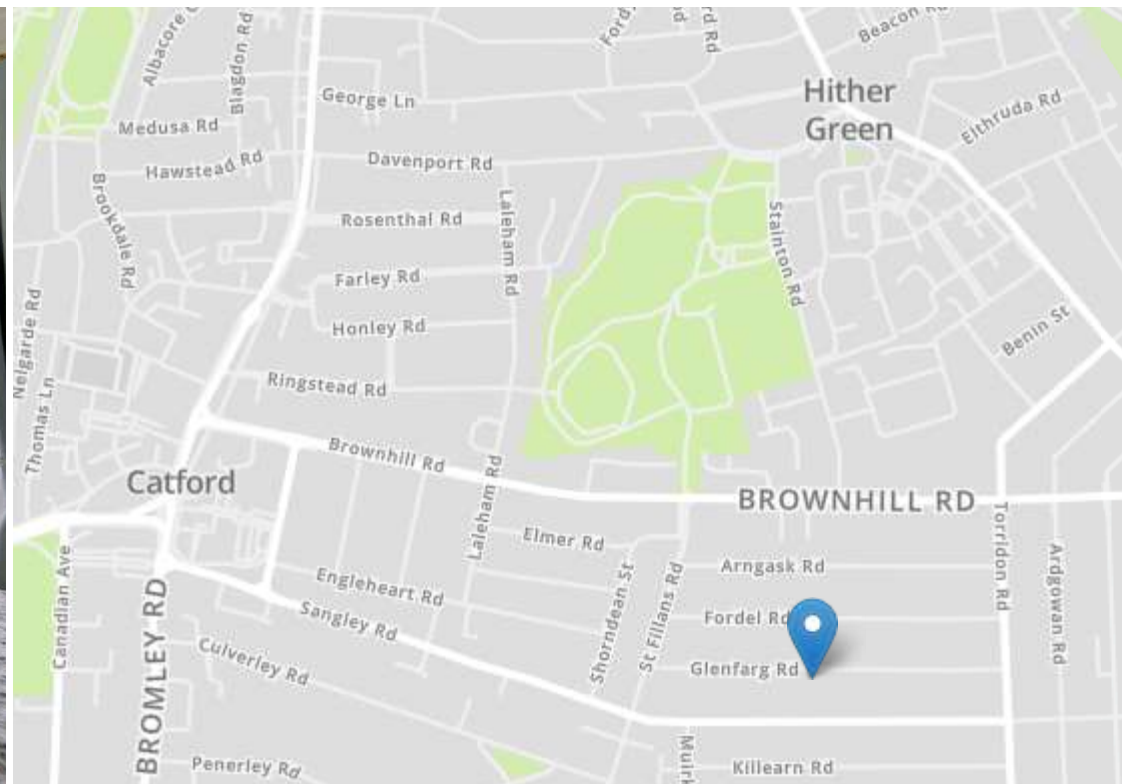 Albacore
Blagdon Rd
Beacon Rd
George Ln
Hither
Green
Elthruda Rd
Medusa Rd
Hawstead Rd
Davenport Rd
Brookdale Rd
Laleham Rd
Stainton Rd
Rosenthal Rd
Farley Rd
Nelgarde Rd
Honley Rd
Benin St
Thomas Ln
Ringstead Rd
Brownhill Rd
Catford
BROWNHILL RD
Laleham Rd
Elmer Rd
Torridon Rd
Arngask Rd
Ardgowan Rd
Canadian Ave
Engleheart Rd
Shorndean St
St Fillans Rd
Fordel Rd
Sangley Rd
BROMLEY RD
Culverley Rd
Glenfarg Rd
Penerley Rd
Killearn Rd